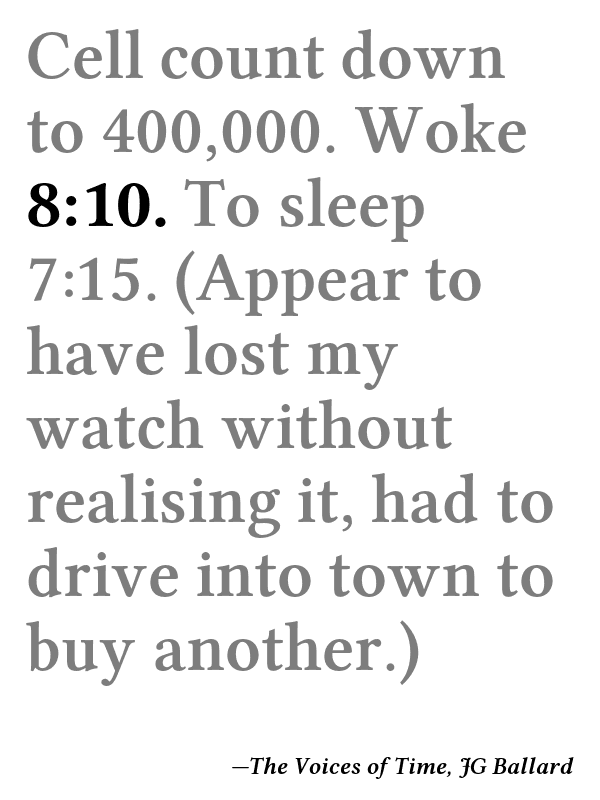 Cell count down
to 400,000. Woke
8:10. To sleep
7:15. (Appear to
have lost my
watch without
realising it, had to
drive into town to
buy another.)
—The Voices of Time, JG Ballard